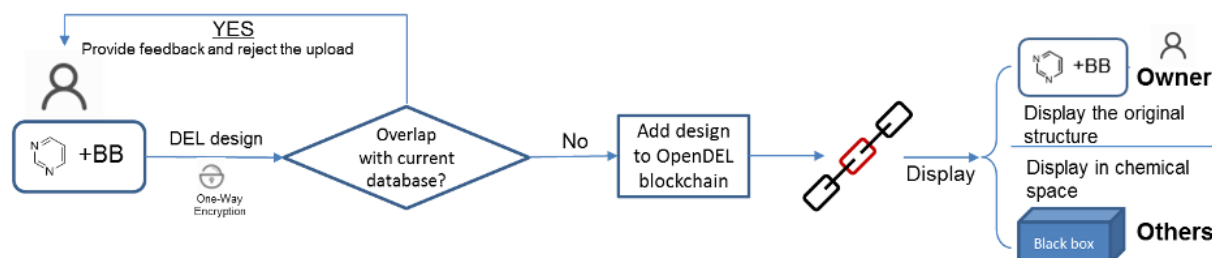 YES
Provide feedback and reject the upload
N
N
+BB
DEL design
One-Way
Encryption
Overlap
with current
database?
No
Add design
to OpenDEL
blockchain
Display
N
N
+BB
Owner
Display the original
structure
Display in chemical
space
Black box
Others